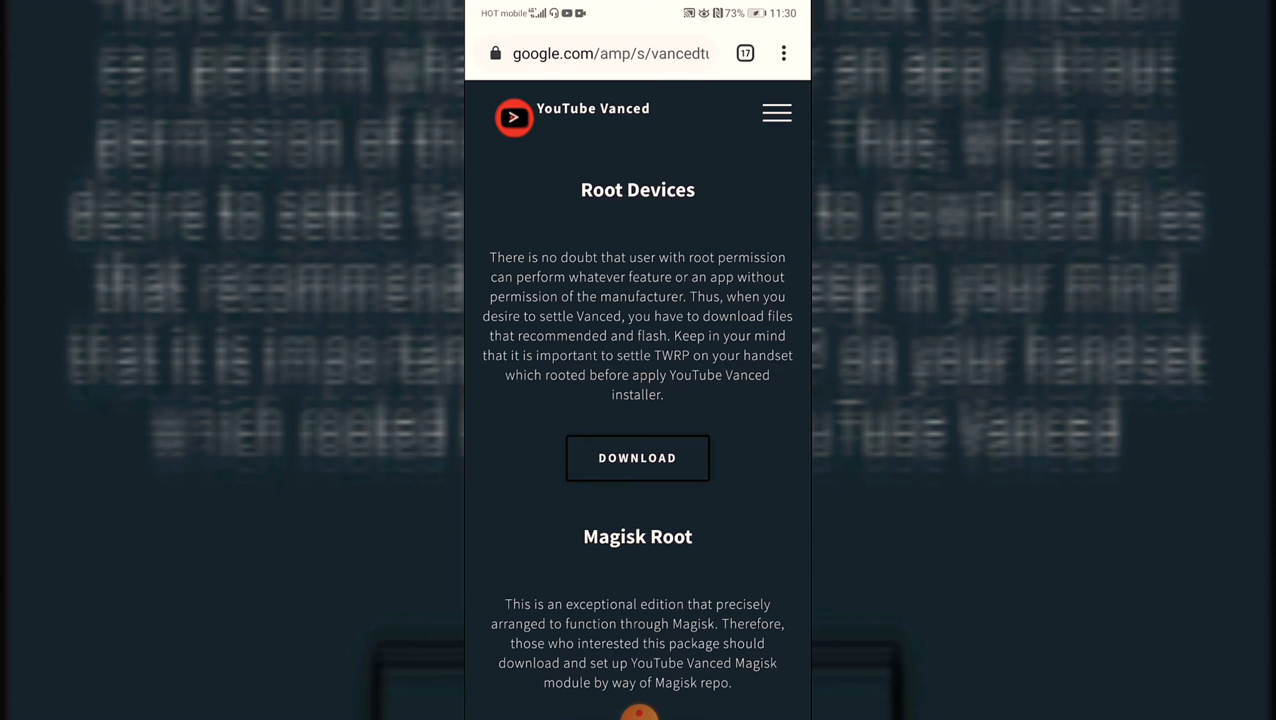 HOT mobile 73% 11:30
google.com/amp/s/vancedtu 17
YouTube Vanced
Root Devices
There is no doubt that user with root permission
can perform whatever feature or an app without
permission of the manufacturer. Thus, when you
desire to settle Vanced, you have to download files
that recommended and flash. Keep in your mind
that it is important to settle TWRP on your handset
which rooted before apply YouTube Vanced
installer.
DOWNLOAD
Magisk Root
This is an exceptional edition that precisely
arranged to function through Magisk. Therefore,
those who interested this package should
download and set up YouTube Vanced Magisk
module by way of Magisk repo.